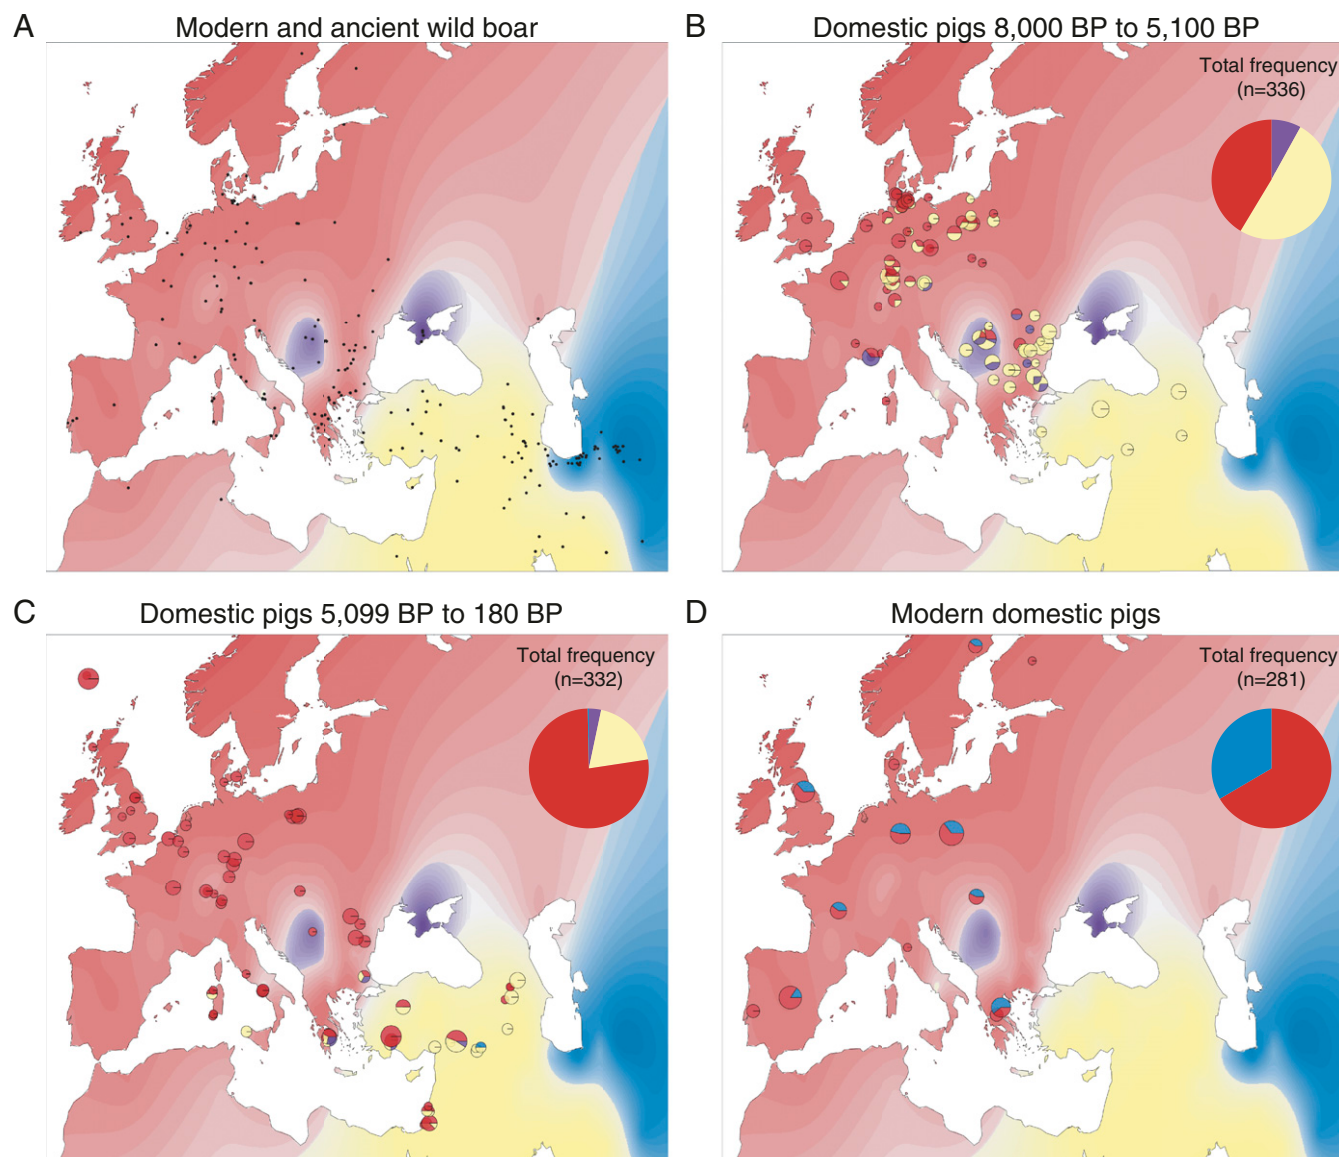 A
Modern and ancient wild boar
B
Domestic pigs 8,000 BP to 5,100 BP
Total frequency
(n=336)
C
Domestic pigs 5,099 BP to 180 BP
Total frequency
(n=332)
D
Modern domestic pigs
Total frequency
(n=281)